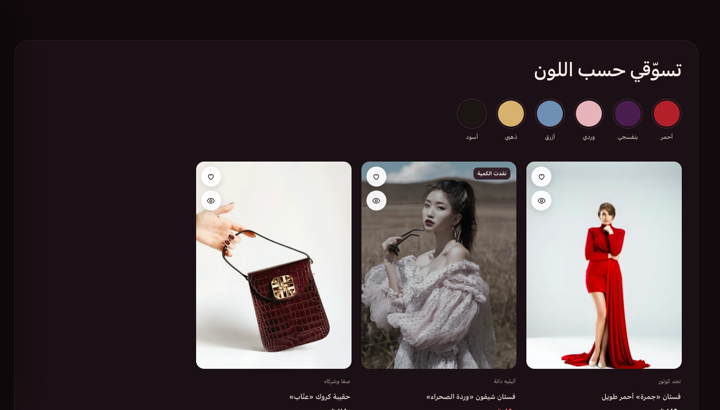 تسوّقي حسب اللون
أحمر
بنفسجي
وردي
أزرق
ذهبي
أسود
نفدت الكمية
نجد كوتور
أتيليه دانة
صفا وشركاه
فستان «جمرة» أحمر طويل
فستان شيفون «وردة الصحراء»
حقيبة كروك «عنّاب»